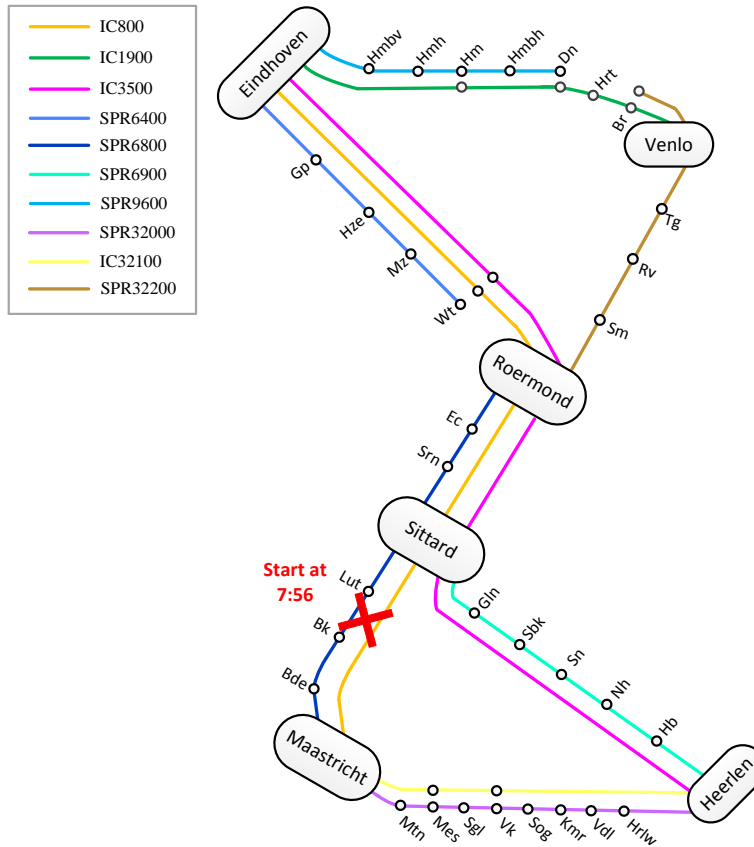 IC800
IC1900
IC3500
SPR6400
SPR6800
SPR6900
SPR9600
SPR32000
IC32100
SPR32200
Eindhoven
Hmbv
Hmh
Hm
Hmbh
Dn
Hrt
Br
Venlo
Gp
Hze
Mz
Wt
Tg
Rv
Sm
Roermond
Ec
Srn
Sittard
Start at
7:56
Lut
Bk
Bde
Gln
Sbk
Sn
Nh
Hb
Maastricht
Heerlen
Mtn
Mes
Sgl
Vk
Sog
Kmr
Vdl
Hrlw